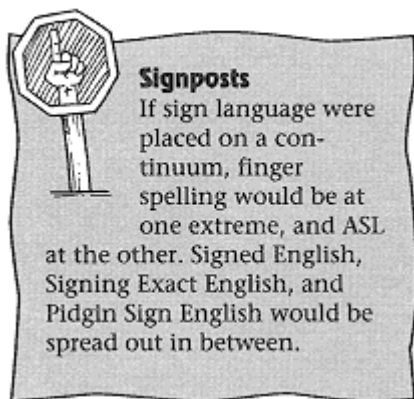 Signposts
If sign language were
placed on a con-
tinuum, finger
spelling would be at
one extreme, and ASL
at the other. Signed English,
Signing Exact English, and
Pidgin Sign English would be
spread out in between.